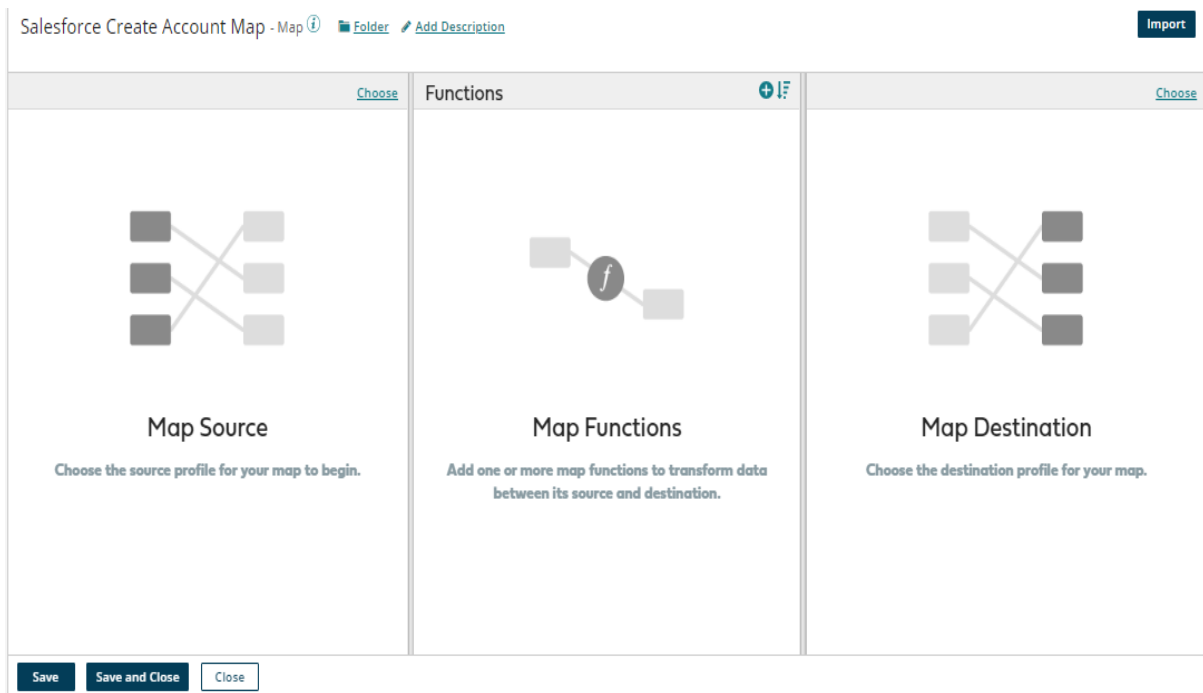 Salesforce Create Account Map - Map i Folder Add Description
Import
Choose
Functions
Choose
f
Map Source
Choose the source profile for your map to begin.
Map Functions
Add one or more map functions to transform data
between its source and destination.
Map Destination
Choose the destination profile for your map.
Save Save and Close Close